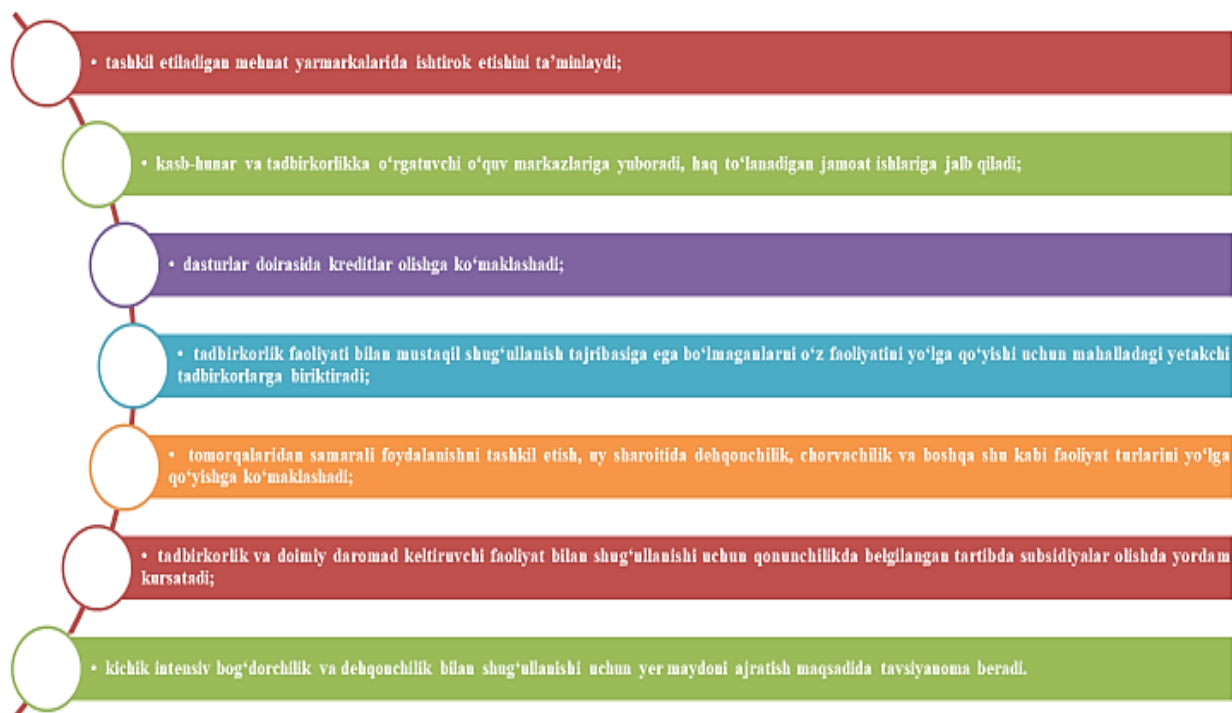 • tashkil etiladigan mehnat yarmarkalarida ishtirok etishini ta’minlaydi;
• kasb-hunar va tadbirkorlikka o‘rgatuvchi o‘quv markazlariga yuboradi, haq to‘lanadigan jamoat ishlariga jalb qiladi;
• dasturlar doirasida kreditlar olishga ko‘maklashadi;
• tadbirkorlik faoliyati bilan mustaqil shug‘ullanish tajribasiga ega bo‘lmaganlarni o‘z faoliyatini yo‘lga qo‘yishi uchun mahalladagi yetakchi
tadbirkorlarga biriktiradi;
• tomorqalaridan samarali foydalanishni tashkil etish, uy sharoitida dehqonchilik, chorvachilik va boshqa shu kabi faoliyat turlarini yo‘lga
qo‘yishga ko‘maklashadi;
• tadbirkorlik va doimiy daromad keltiruvchi faoliyat bilan shug‘ullanishi uchun qonunchilikda belgilangan tartibda subsidiyalar olishda yordam
kursatadi;
• kichik intensiv bog‘dorchilik va dehqonchilik bilan shug‘ullanishi uchun yer maydoni ajratish maqsadida tavsiyanoma beradi.